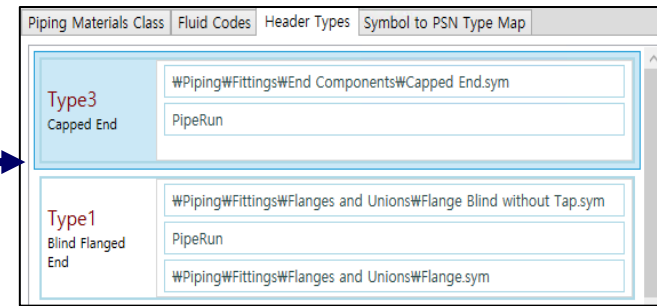 Piping Materials Class Fluid Codes Header Types Symbol to PSN Type Map
Type3
Capped End
₩Piping₩Fittings₩End Components₩Capped End.sym
PipeRun
Type1
Blind Flanged
End
₩Piping₩Fittings₩Flanges and Unions₩Flange Blind without Tap.sym
PipeRun
₩Piping₩Fittings₩Flanges and Unions₩Flange.sym